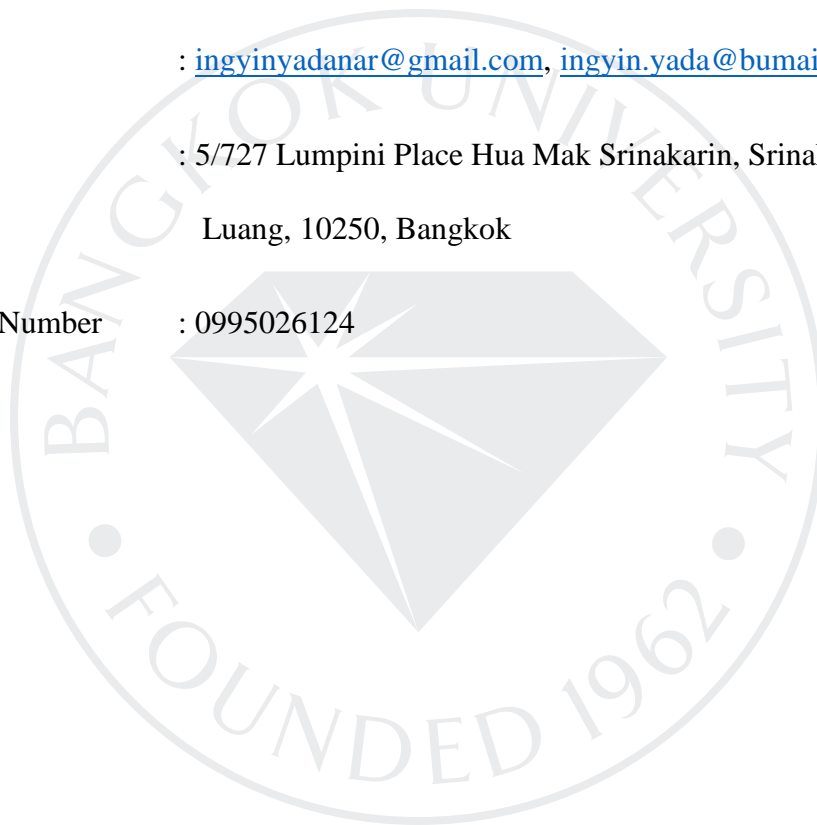 : ingyinyadanar@gmail.com, ingyin.yada@bumai
: 5/727 Lumpini Place Hua Mak Srinakarin, Srina
Luang, 10250, Bangkok
Number : 0995026124
BANGKOK UNIVERSITY
• FOUNDED 1962 •